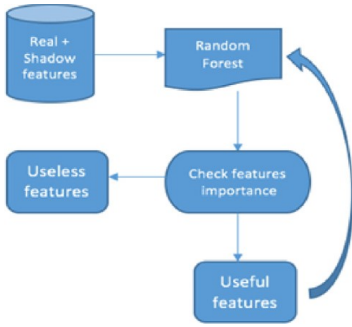 Real +
Shadow
features
Random
Forest
Useless
features
Check features
importance
Useful
features